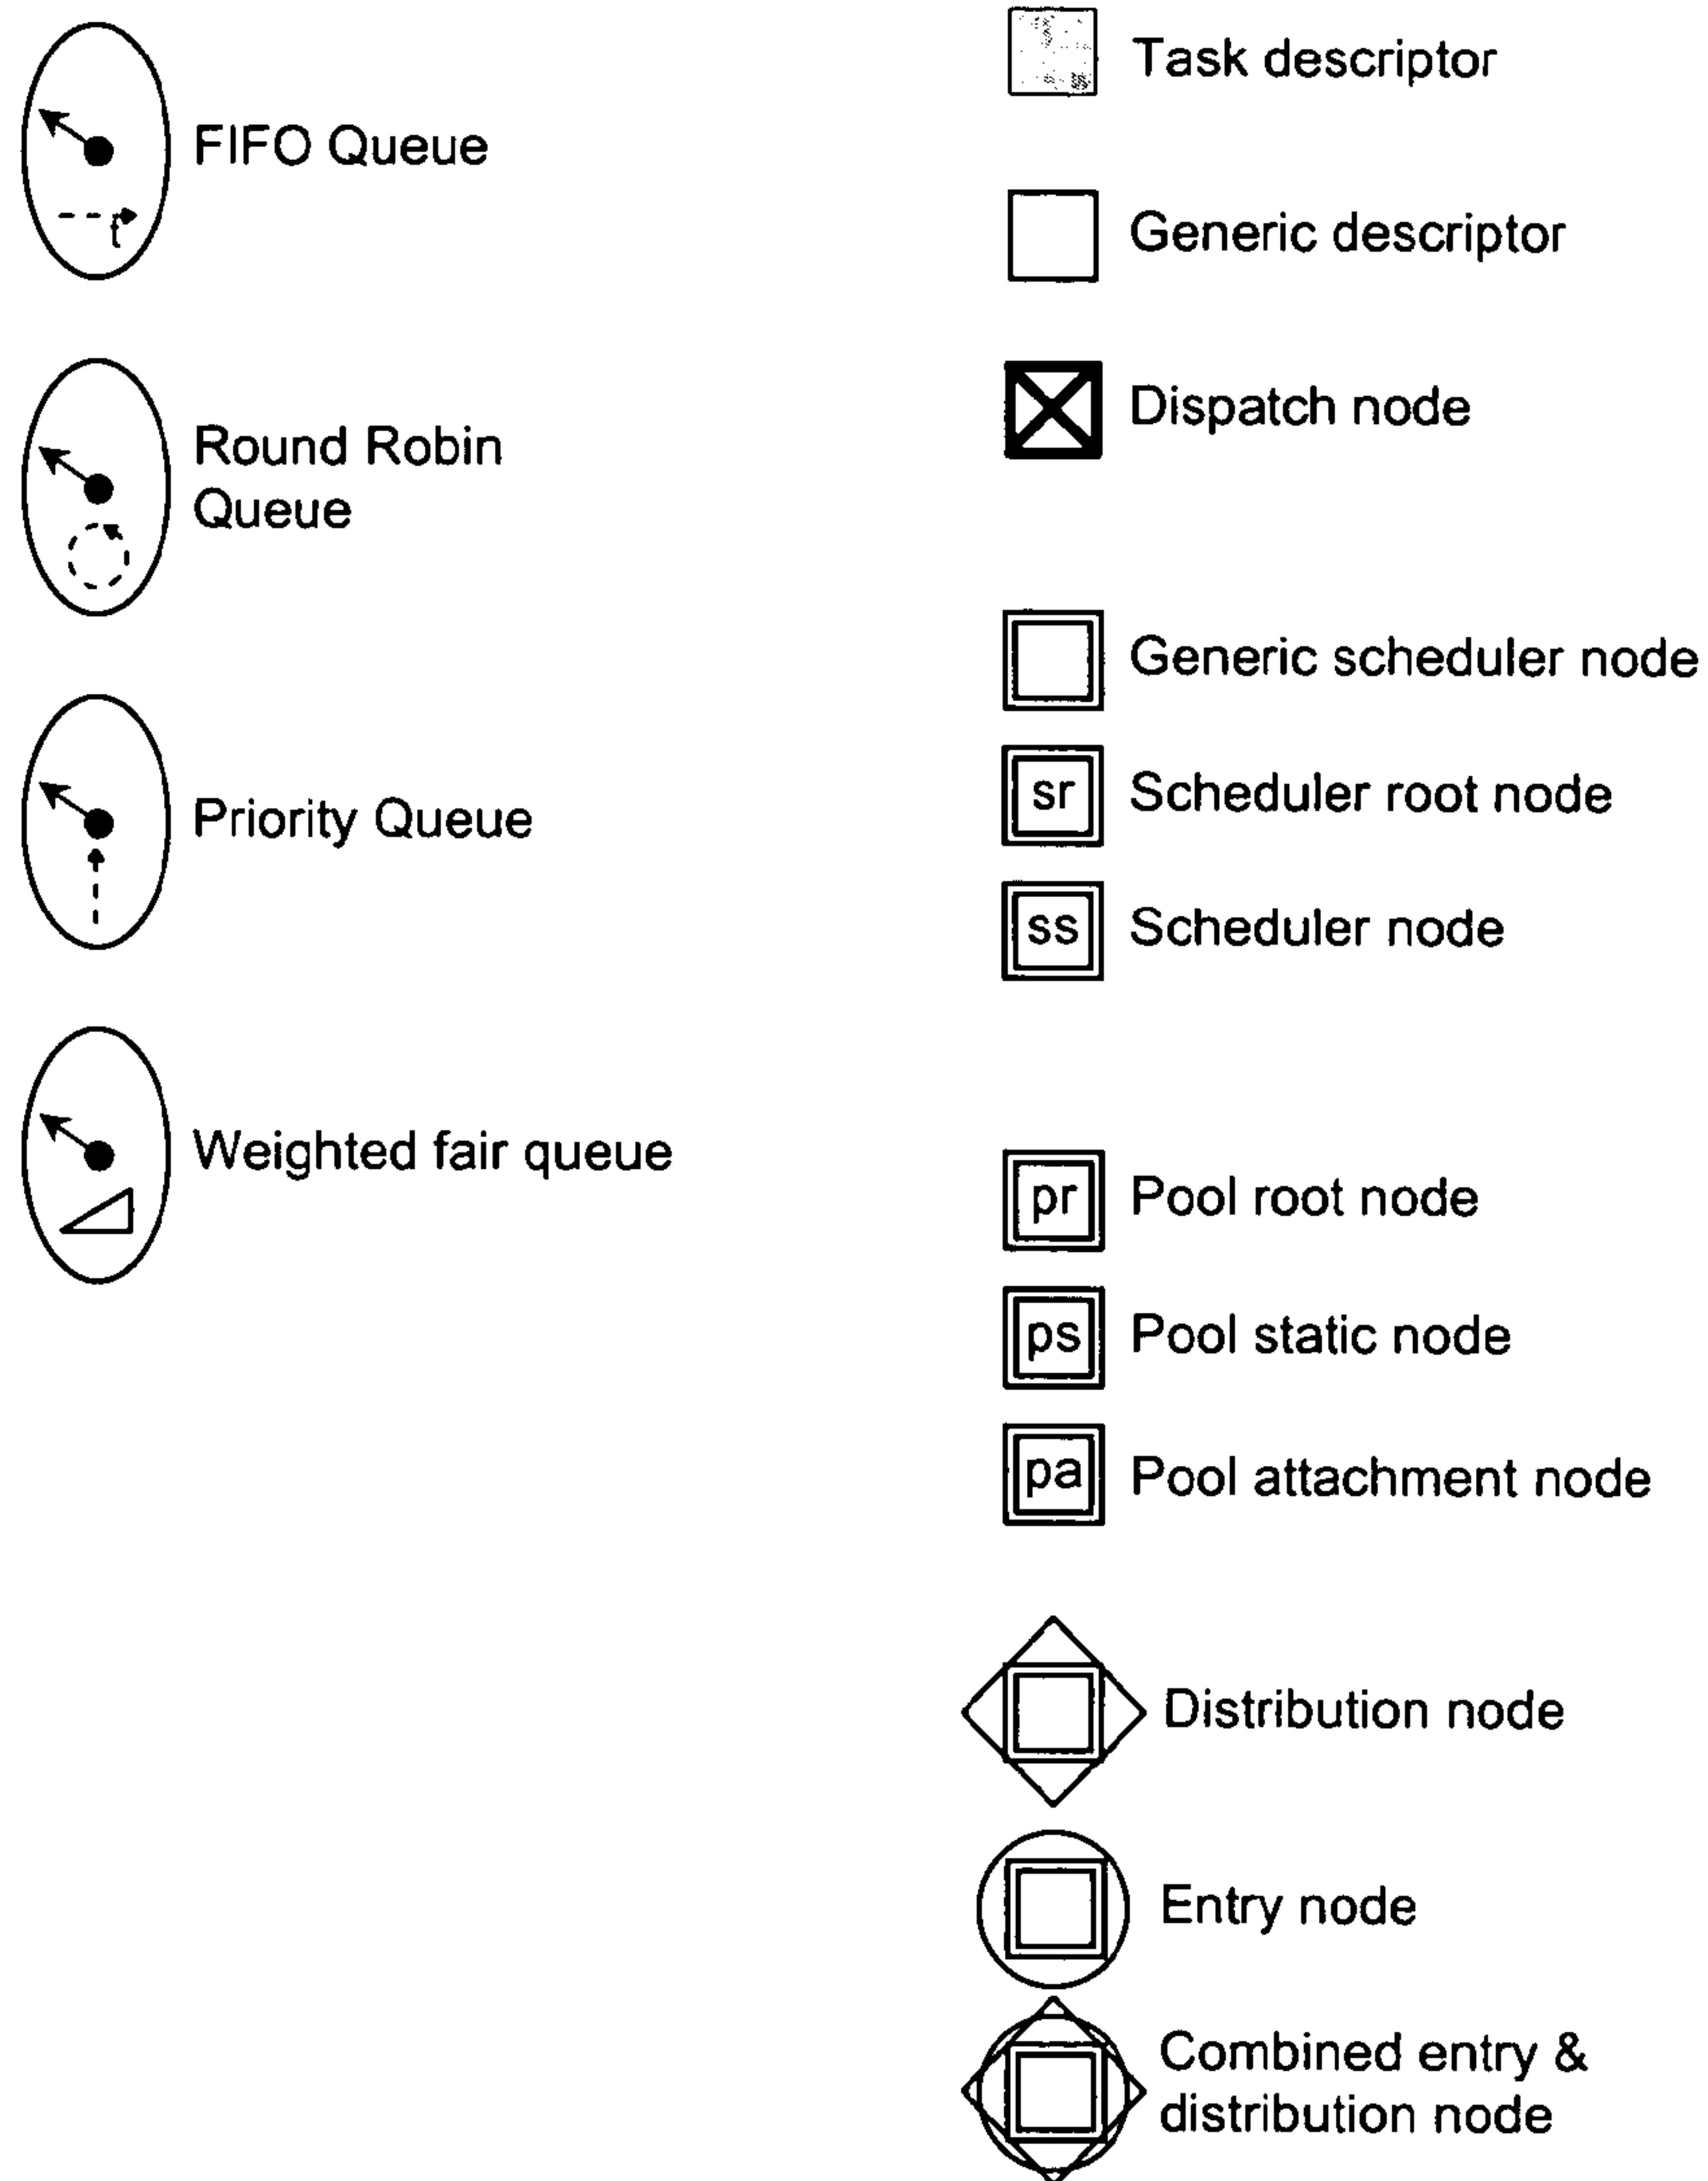 FIFO Queue
t
Round Robin
Queue
Priority Queue
Weighted fair queue
Task descriptor
Generic descriptor
Dispatch node
Generic scheduler node
sr Scheduler root node
ss Scheduler node
pr Pool root node
ps Pool static node
pa Pool attachment node
Distribution node
Entry node
Combined entry &
distribution node